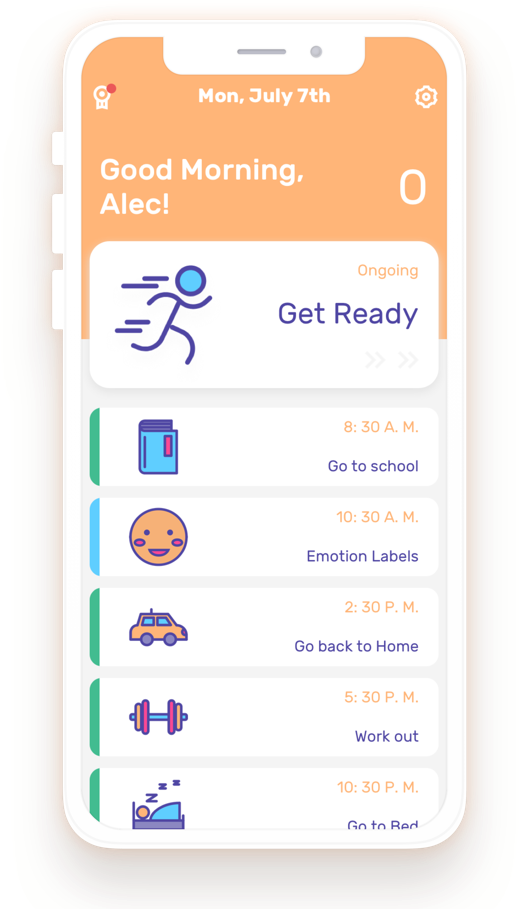 Mon, July 7th
Good Morning,
Alec!
0
Ongoing
Get Ready
8: 30 A. M.
Go to school
10: 30 A. M.
Emotion Labels
2: 30 P. M.
Go back to Home
5: 30 P. M.
Work out
z z z z
10: 30 P. M.
Go to Bed